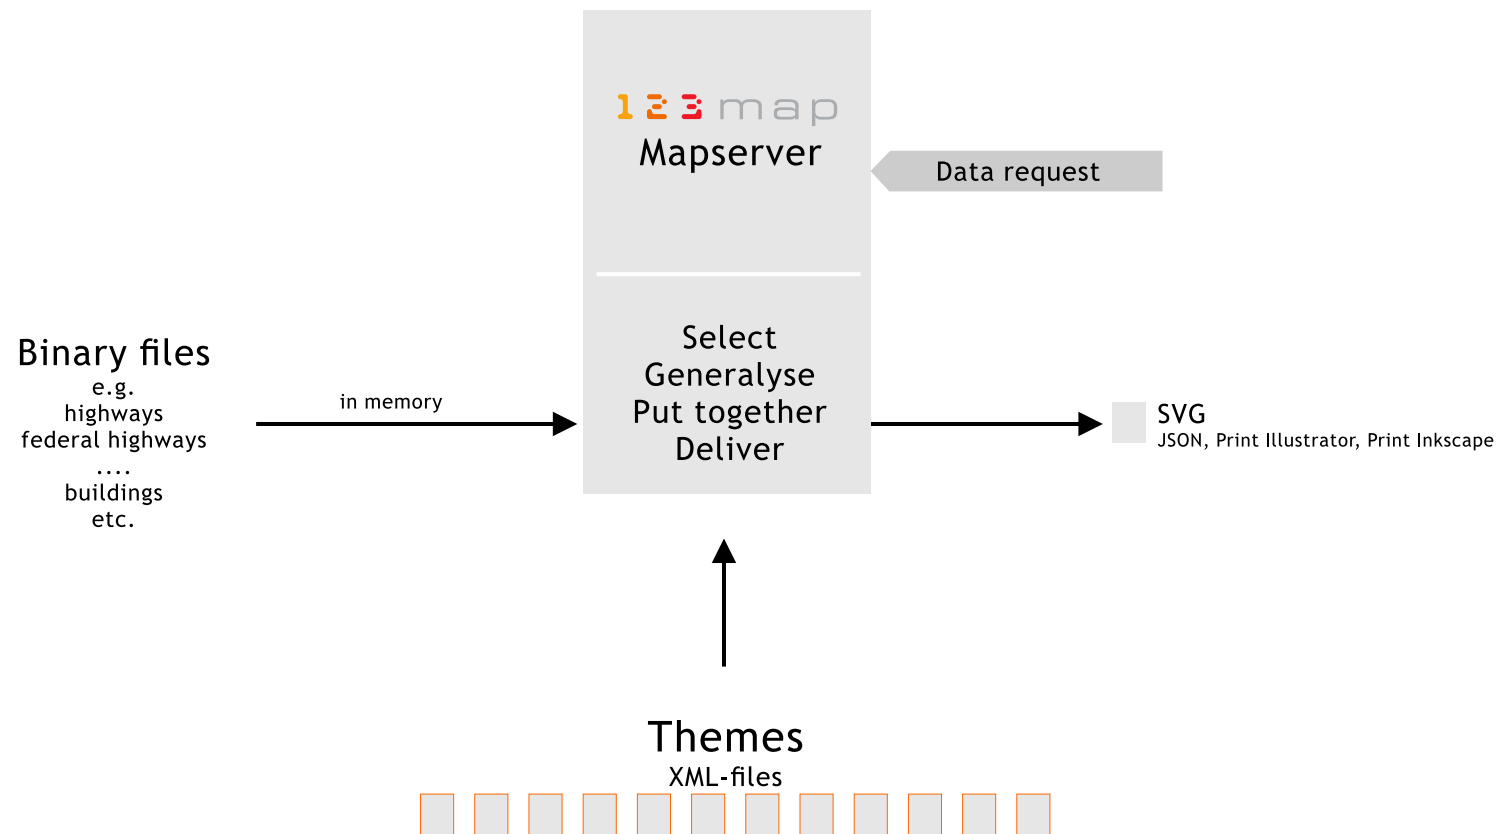 123map
Mapserver
Data request
Select
Generalyse
Put together
Deliver
Binary files
e.g.
highways
federal highways
....
buildings
etc.
in memory
SVG
JSON, Print Illustrator, Print Inkscape
Themes
XML-files